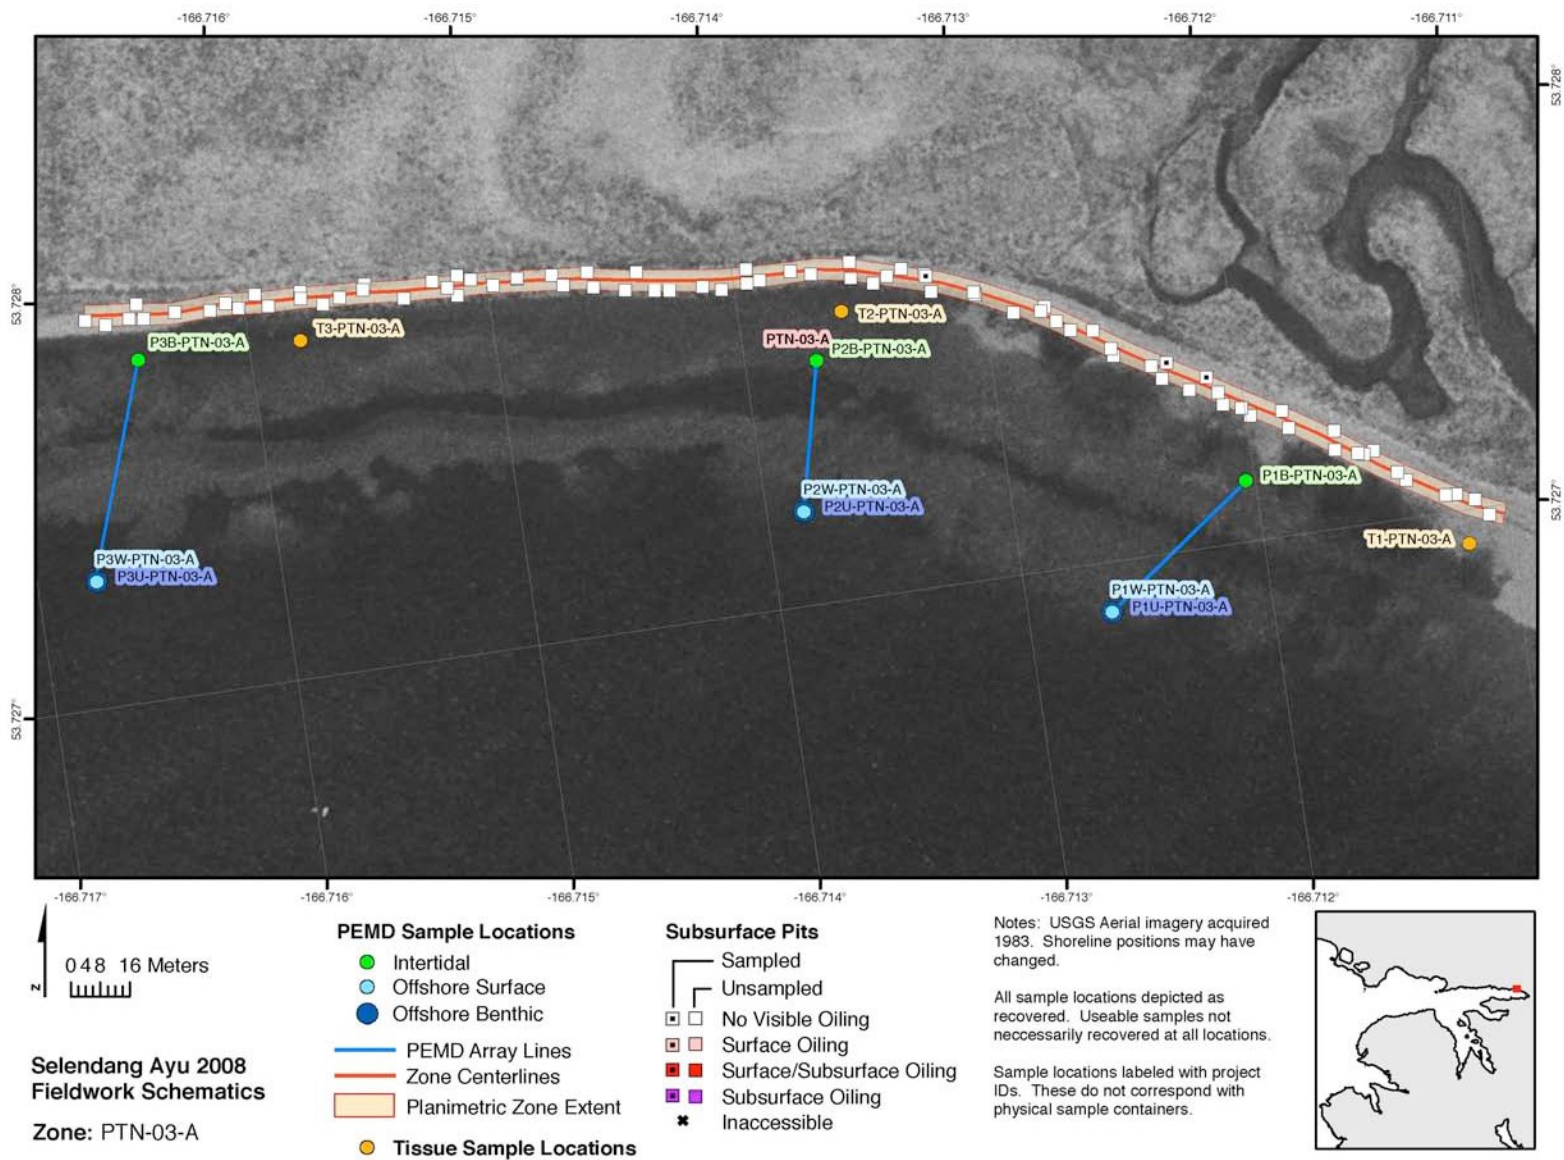 -166.716°
-166.715°
-166.714°
-166.713°
-166.712°
-166.711°
53.728°
53.728°
T3-PTN-03-A
T2-PTN-03-A
P3B-PTN-03-A
PTN-03-A
P2B-PTN-03-A
P1B-PTN-03-A
P2W-PTN-03-A
P2U-PTN-03-A
53.727°
T1-PTN-03-A
P3W-PTN-03-A
P3U-PTN-03-A
P1W-PTN-03-A
P1U-PTN-03-A
53.727°
-166.717°
-166.716°
-166.715°
-166.714°
-166.713°
-166.712°
N
0 4 8 16 Meters
Selendang Ayu 2008
Fieldwork Schematics
Zone: PTN-03-A
PEMD Sample Locations
Intertidal
Offshore Surface
Offshore Benthic
PEMD Array Lines
Zone Centerlines
Planimetric Zone Extent
Tissue Sample Locations
Subsurface Pits
Sampled
Unsampled
No Visible Oiling
Surface Oiling
Surface/Subsurface Oiling
Subsurface Oiling
Inaccessible
Notes: USGS Aerial imagery acquired
1983. Shoreline positions may have
changed.
All sample locations depicted as
recovered. Useable samples not
neccessarily recovered at all locations.
Sample locations labeled with project
IDs. These do not correspond with
physical sample containers.